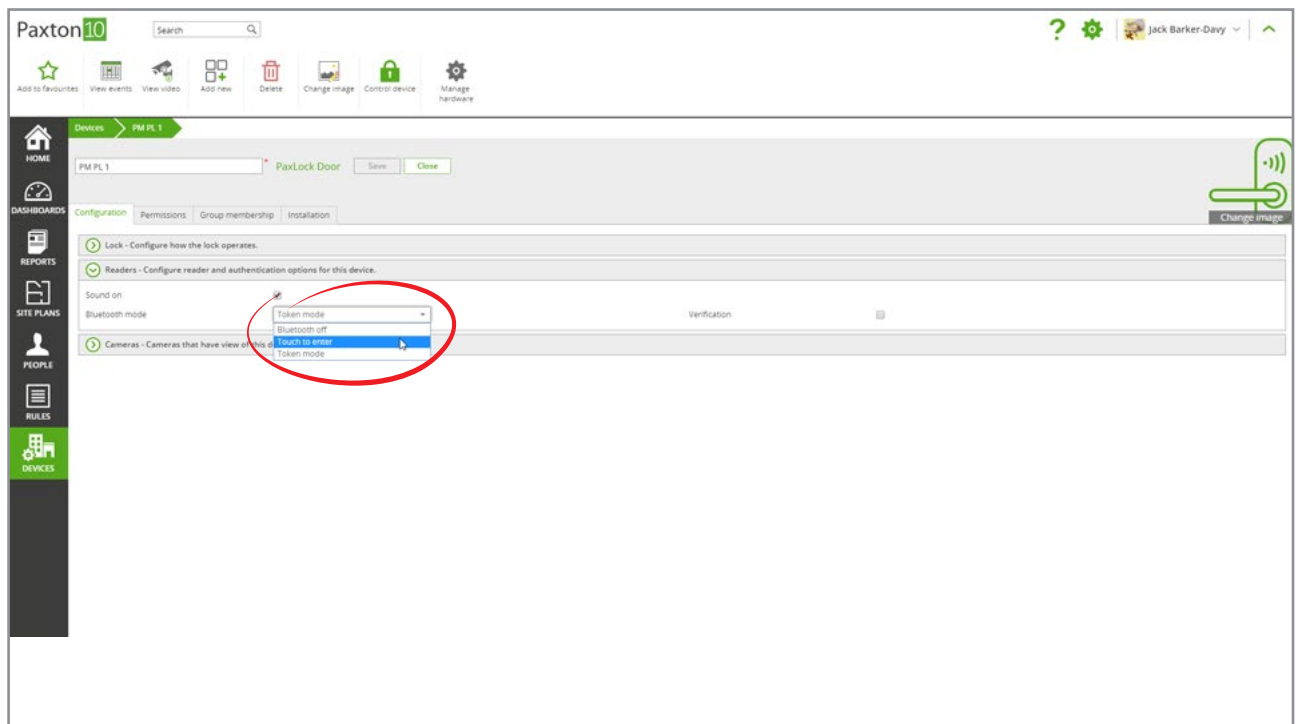 Paxton10
Search
Jack Barker-Davy
Add to favourites
View events
View video
Add new
Delete
Change image
Control device
Manage
hardware
Devices
PM PL 1
HOME
PM PL 1
* PaxLock Door
Save
Close
DASHBOARDS
Change image
Configuration
Permissions
Group membership
Installation
Lock - Configure how the lock operates.
REPORTS
Readers - Configure reader and authentication options for this device.
Sound on
SITE PLANS
Bluetooth mode
Token mode
Verification
Bluetooth off
Touch to enter
Token mode
Cameras - Cameras that have view of this d
PEOPLE
RULES
DEVICES